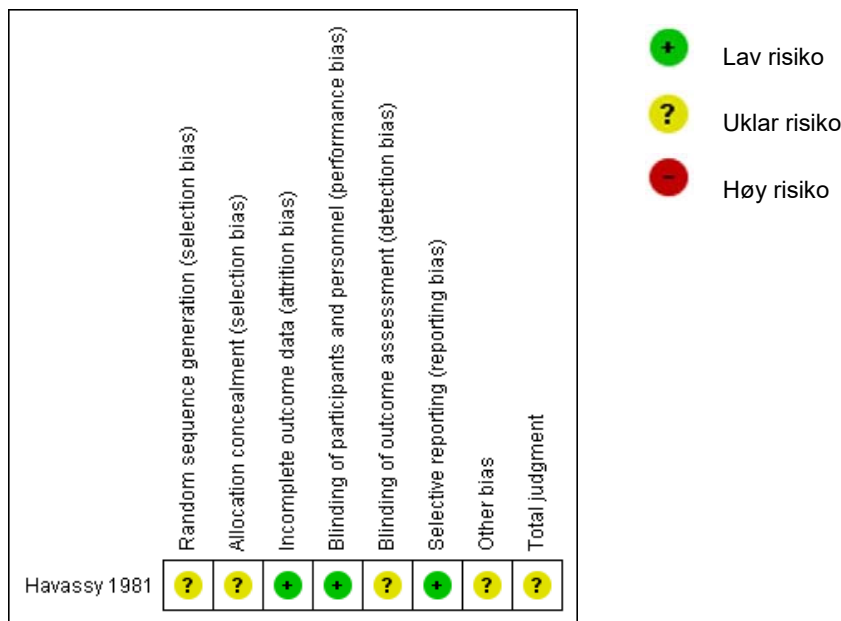 Random sequence generation (selection bias)
Allocation concealment (selection bias)
Incomplete outcome data (attrition bias)
Blinding of participants and personnel (performance bias)
Blinding of outcome assessment (detection bias)
Selective reporting (reporting bias)
Other bias
Total judgment
Havassy 1981 ? ? + + ? + ? ?
+ Lav risiko
? Uklar risiko
- Høy risiko